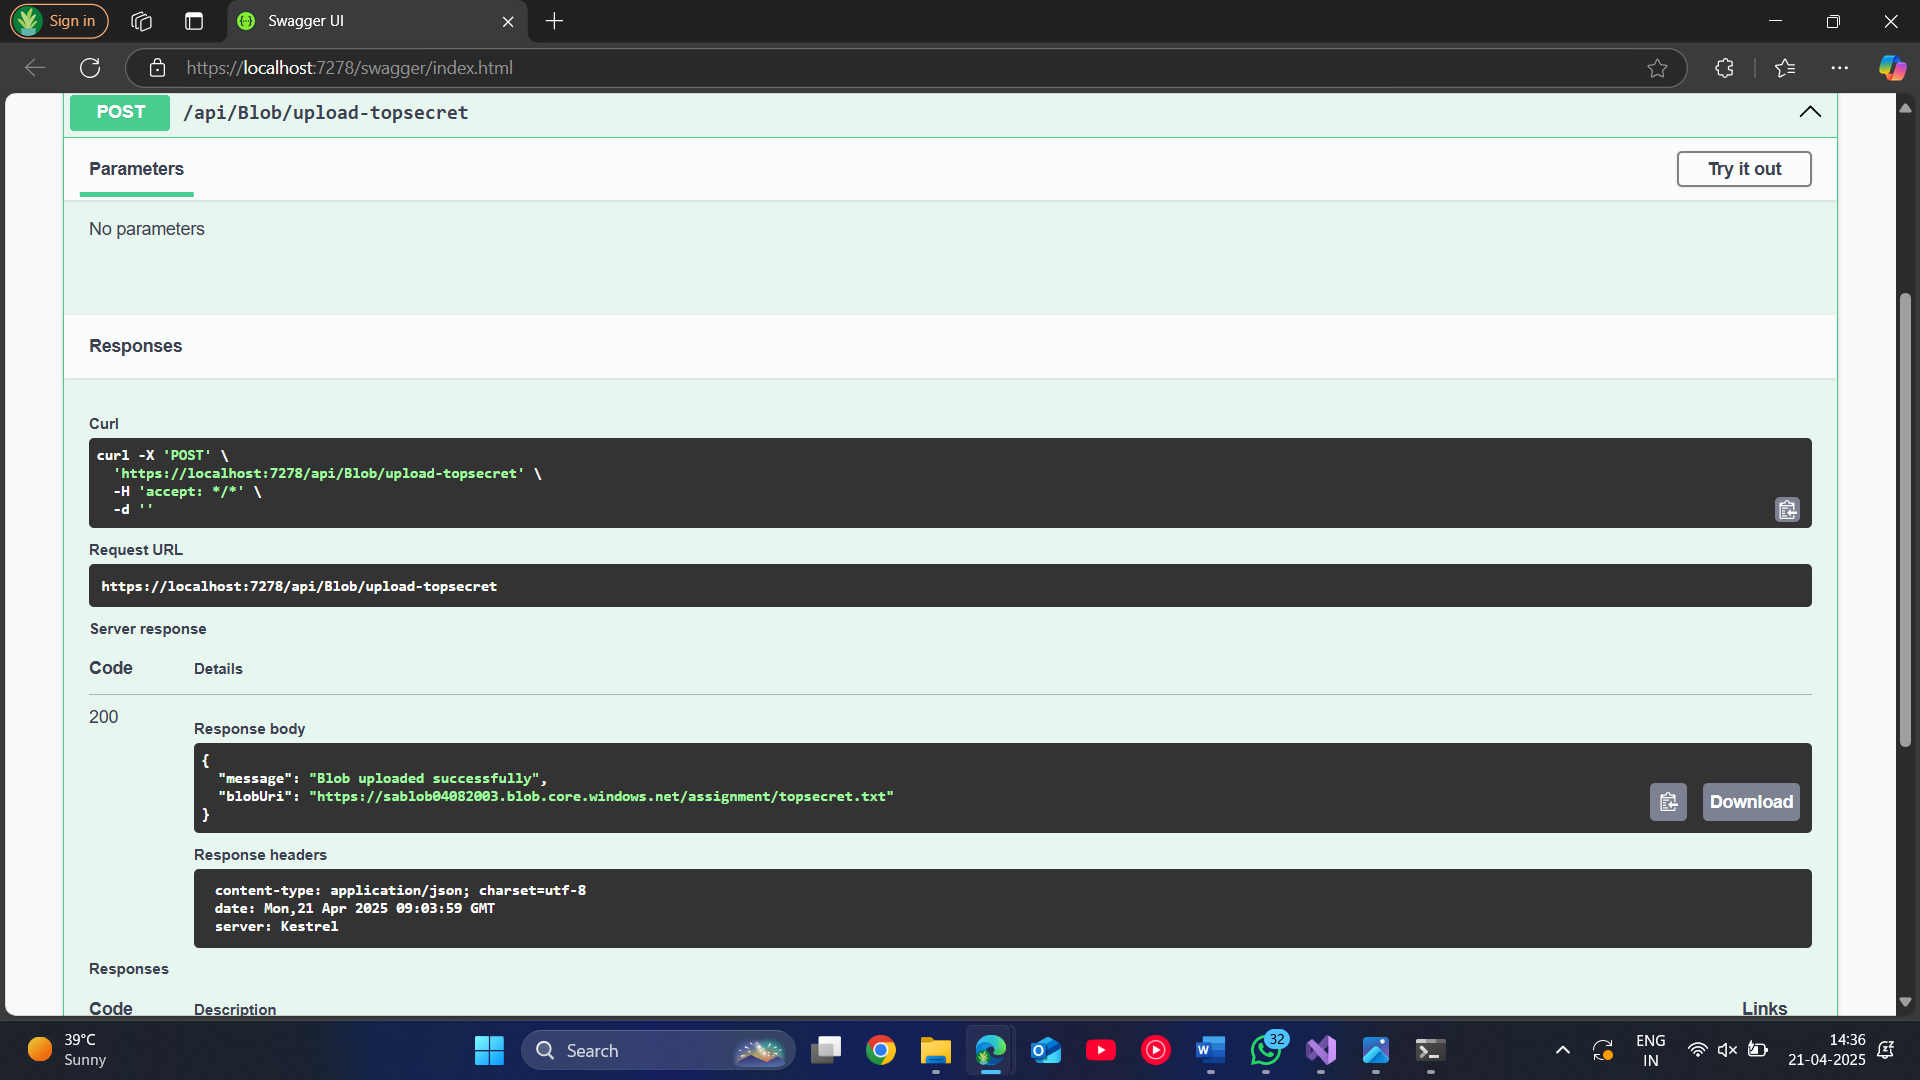 Sign in
Swagger UI
https://localhost:7278/swagger/index.html
POST /api/Blob/upload-topsecret
Parameters
Try it out
No parameters
Responses
Curl
curl -X 'POST' \
'https://localhost:7278/api/Blob/upload-topsecret' \
-H 'accept: */*' \
-d ''
Request URL
https://localhost:7278/api/Blob/upload-topsecret
Server response
Code Details
200
Response body
{
"message": "Blob uploaded successfully",
"blobUri": "https://sablob04082003.blob.core.windows.net/assignment/topsecret.txt"
}
Download
Response headers
content-type: application/json; charset=utf-8
date: Mon,21 Apr 2025 09:03:59 GMT
server: Kestrel
Responses
Code Description Links
39°C
Sunny
Search
32
ENG
IN
14:36
21-04-2025